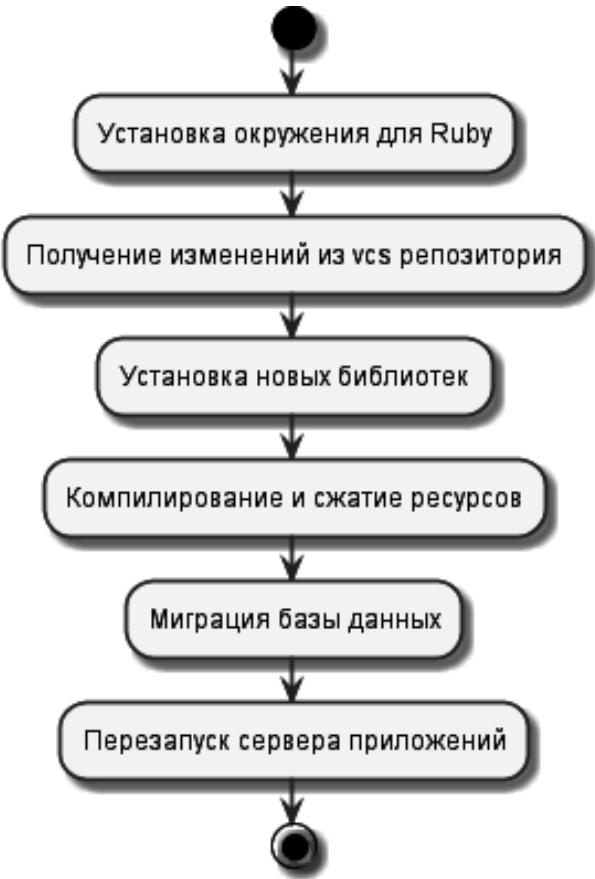 Установка окружения для Ruby
Получение изменений из vcs репозитория
Установка новых библиотек
Компилирование и сжатие ресурсов
Миграция базы данных
Перезапуск сервера приложений